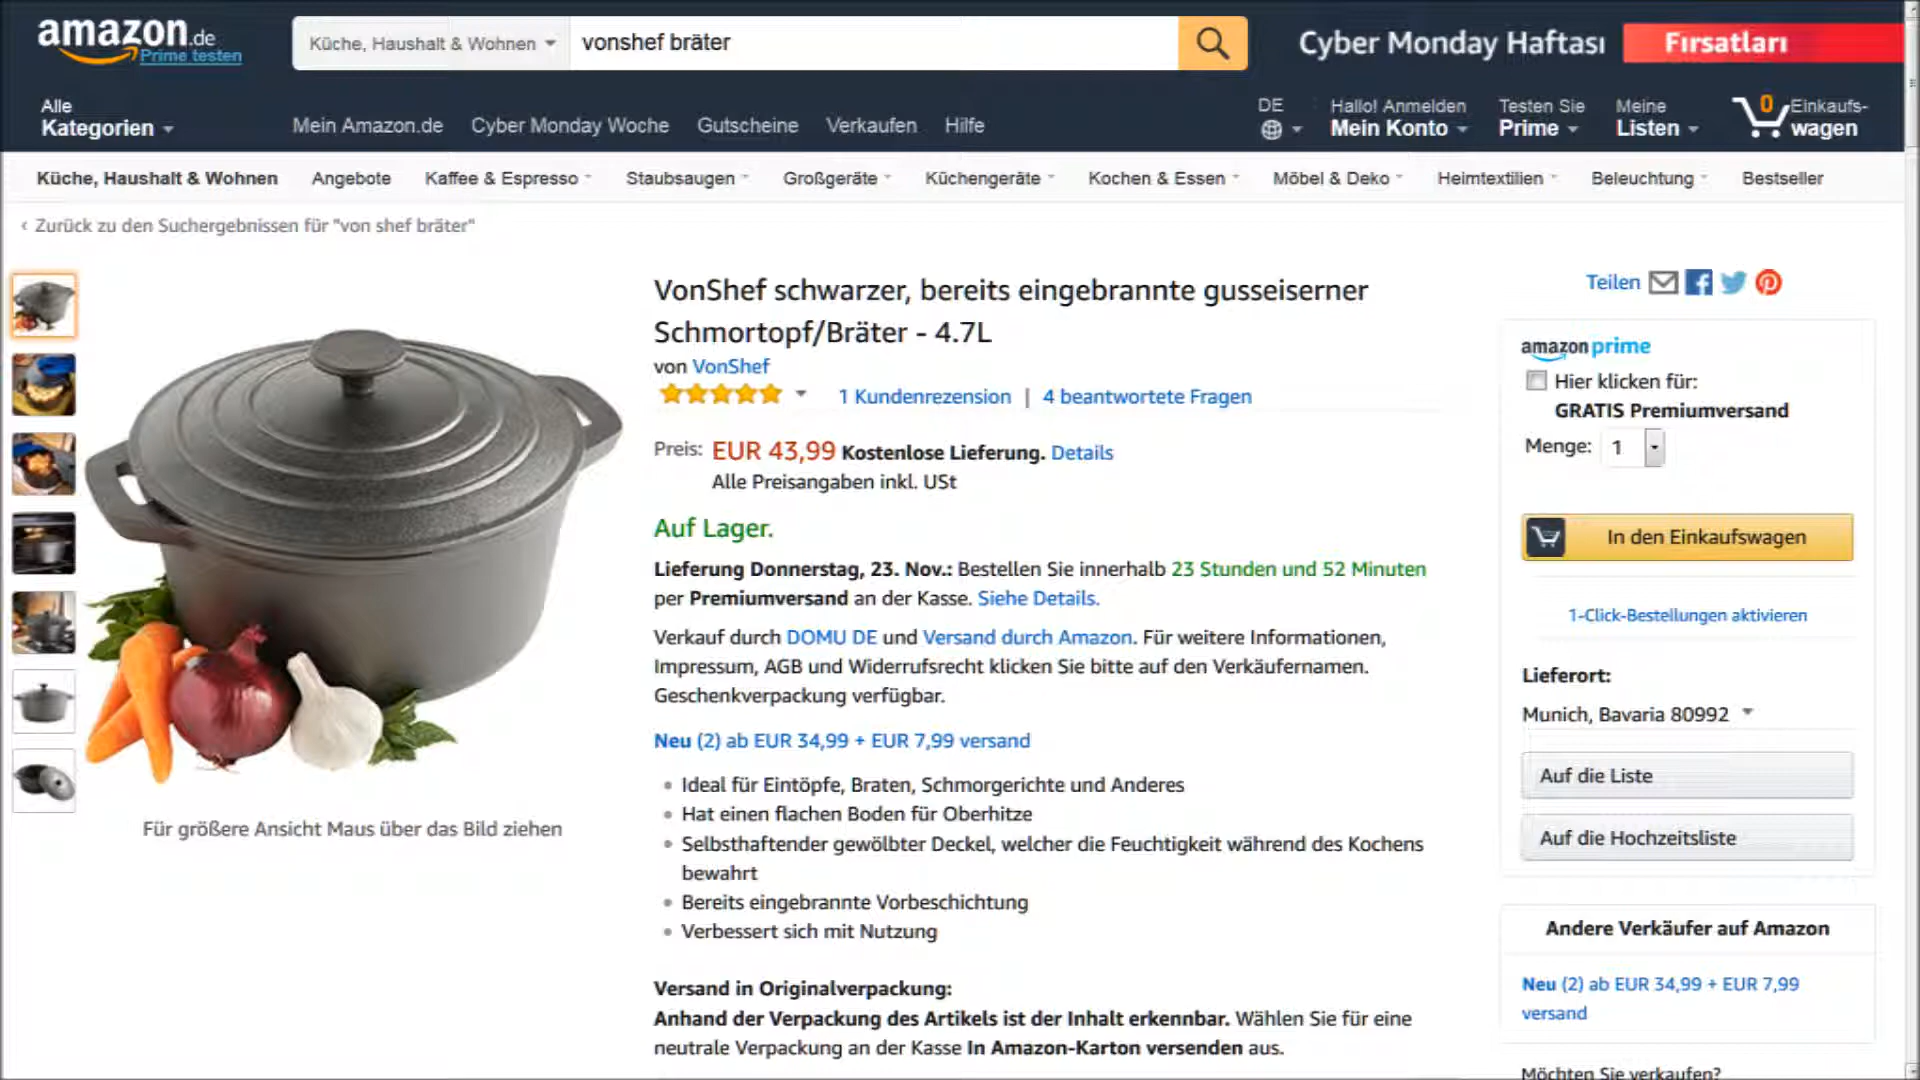 amazon.de
Prime testen
Küche, Haushalt & Wohnen
vonshef bräter
Cyber Monday Haftası
Fırsatları
Alle
Kategorien
Mein Amazon.de
Cyber Monday Woche
Gutscheine
Verkaufen
Hilfe
DE
Hallo! Anmelden
Mein Konto
Testen Sie
Prime
Meine
Listen
0
Einkaufs-
wagen
Küche, Haushalt & Wohnen
Angebote
Kaffee & Espresso
Staubsaugen
Großgeräte
Küchengeräte
Kochen & Essen
Möbel & Deko
Heimtextilien
Beleuchtung
Bestseller
‹ Zurück zu den Suchergebnissen für "von shef bräter"
Für größere Ansicht Maus über das Bild ziehen
VonShef schwarzer, bereits eingebrannte gusseiserner
Schmortopf/Bräter - 4.7L
von VonShef
1 Kundenrezension | 4 beantwortete Fragen
Preis: EUR 43,99 Kostenlose Lieferung. Details
Alle Preisangaben inkl. USt
Auf Lager.
Lieferung Donnerstag, 23. Nov.: Bestellen Sie innerhalb 23 Stunden und 52 Minuten
per Premiumversand an der Kasse. Siehe Details.
Verkauf durch DOMU DE und Versand durch Amazon. Für weitere Informationen,
Impressum, AGB und Widerrufsrecht klicken Sie bitte auf den Verkäufernamen.
Geschenkverpackung verfügbar.
Neu (2) ab EUR 34,99 + EUR 7,99 versand
• Ideal für Eintöpfe, Braten, Schmorgerichte und Anderes
• Hat einen flachen Boden für Oberhitze
• Selbsthaftender gewölbter Deckel, welcher die Feuchtigkeit während des Kochens
bewahrt
• Bereits eingebrannte Vorbeschichtung
• Verbessert sich mit Nutzung
Versand in Originalverpackung:
Anhand der Verpackung des Artikels ist der Inhalt erkennbar. Wählen Sie für eine
neutrale Verpackung an der Kasse In Amazon-Karton versenden aus.
Teilen
amazon prime
Hier klicken für:
GRATIS Premiumversand
Menge: 1
In den Einkaufswagen
1-Click-Bestellungen aktivieren
Lieferort:
Munich, Bavaria 80992
Auf die Liste
Auf die Hochzeitsliste
Andere Verkäufer auf Amazon
Neu (2) ab EUR 34,99 + EUR 7,99
versand
Möchten Sie verkaufen?